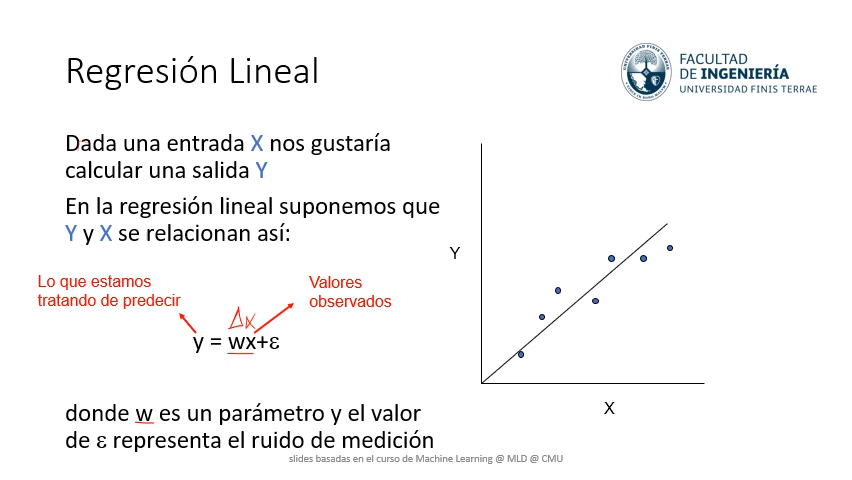 Regresión Lineal
FACULTAD
DE INGENIERÍA
UNIVERSIDAD FINIS TERRAE
Dada una entrada X nos gustaría
calcular una salida Y
En la regresión lineal suponemos que
Y y X se relacionan así:
Lo que estamos
tratando de predecir
Valores
observados
Δx
y = wx+ε
donde w es un parámetro y el valor
de ε representa el ruido de medición
Y
X
slides basadas en el curso de Machine Learning @ MLD @ CMU